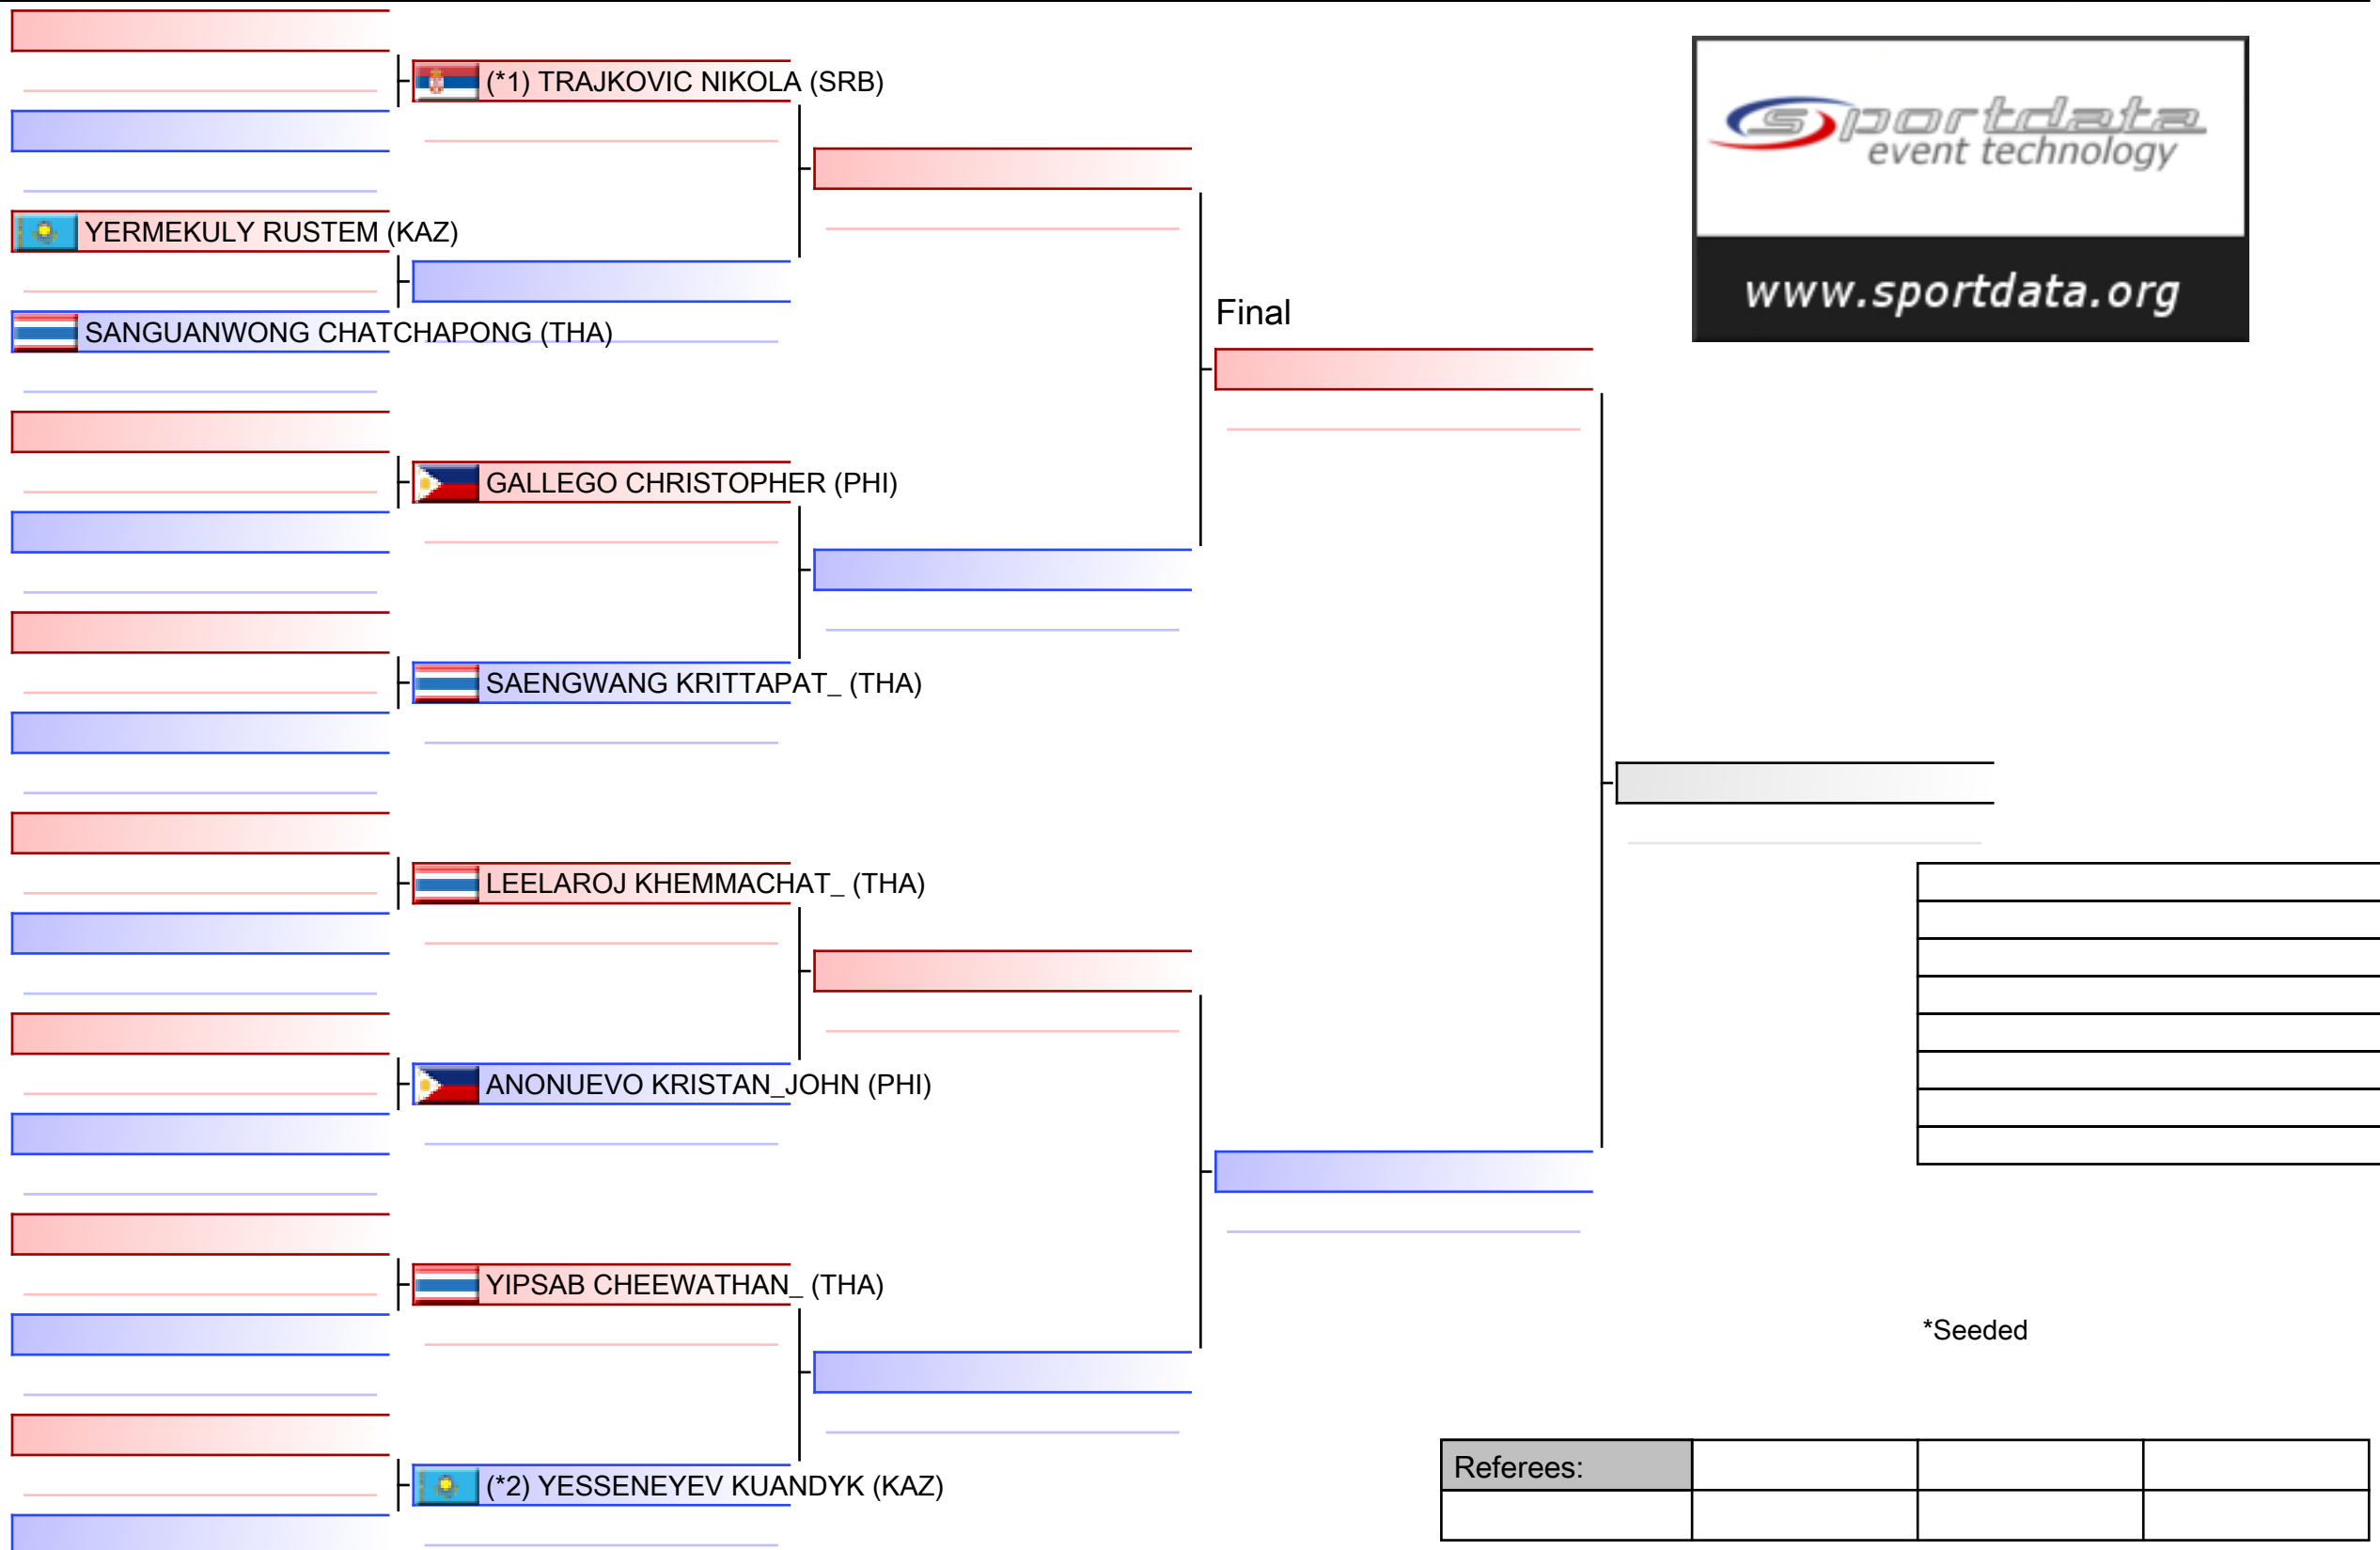 (*1) TRAJKOVIC NIKOLA (SRB)
sportdata
event technology
www.sportdata.org
YERMEKULY RUSTEM (KAZ)
SANGUANWONG CHATCHAPONG (THA)
Final
GALLEGO CHRISTOPHER (PHI)
SAENGWANG KRITTAPAT_ (THA)
LEELAROJ KHEMMACHAT_ (THA)
ANONUEVO KRISTAN_JOHN (PHI)
YIPSAB CHEEWATHAN_ (THA)
*Seeded
(*2) YESSENEYEV KUANDYK (KAZ)
Referees: